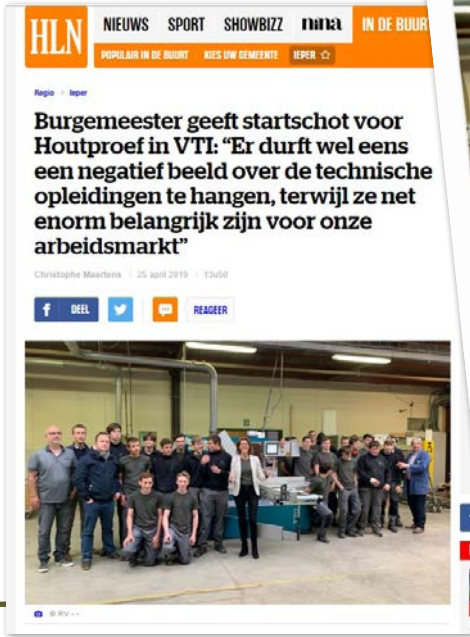 HLN
NIEUWS SPORT SHOWBIZZ nina IN DE BUURT
POPULAIR IN DE BUURT KIES UW GEMEENTE IEPER
Regio Ieper
Burgemeester geeft startschot voor
Houtproef in VTI: “Er durft wel eens
een negatief beeld over de technische
opleidingen te hangen, terwijl ze net
enorm belangrijk zijn voor onze
arbeidsmarkt”
Christophe Maertens 25 april 2019 13u50
f DEEL REAGEER
© RV --